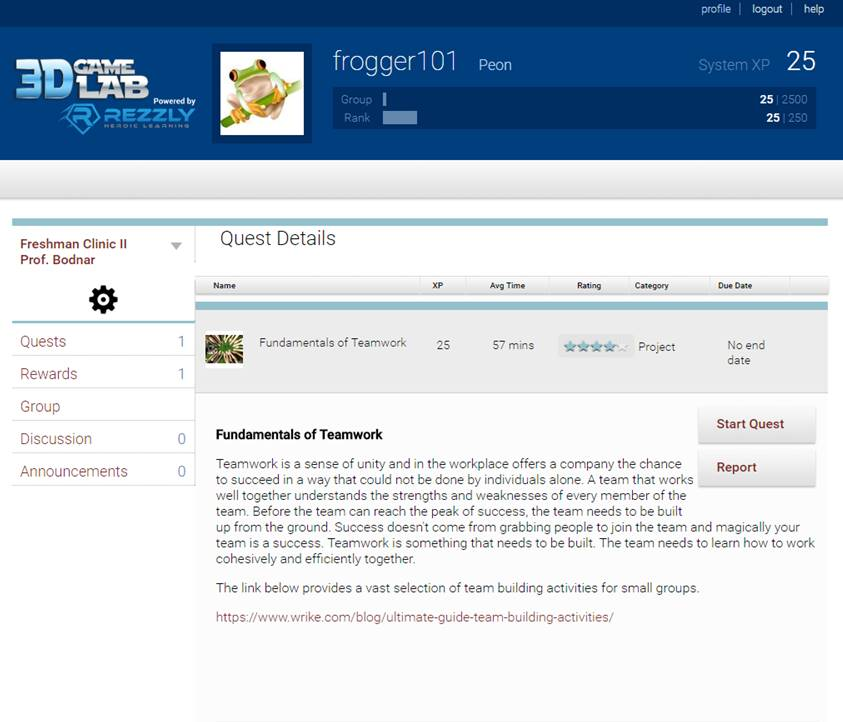 profile | logout | help
3D GAME LAB
Powered by
REZZLY
HEROIC LEARNING
frogger101 Peon System XP 25
Group 25 | 2500
Rank 25 | 250
Freshman Clinic II
Prof. Bodnar
Quests 1
Rewards 1
Group
Discussion 0
Announcements 0
Quest Details
Name XP Avg Time Rating Category Due Date
Fundamentals of Teamwork 25 57 mins Project No end
date
Start Quest
Report
Fundamentals of Teamwork
Teamwork is a sense of unity and in the workplace offers a company the chance
to succeed in a way that could not be done by individuals alone. A team that works
well together understands the strengths and weaknesses of every member of the
team. Before the team can reach the peak of success, the team needs to be built
up from the ground. Success doesn't come from grabbing people to join the team and magically your
team is a success. Teamwork is something that needs to be built. The team needs to learn how to work
cohesively and efficiently together.
The link below provides a vast selection of team building activities for small groups.
https://www.wrike.com/blog/ultimate-guide-team-building-activities/